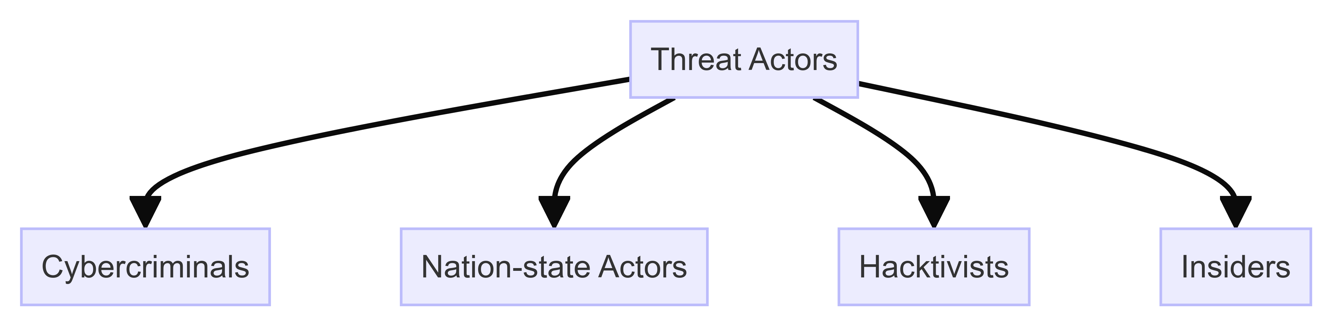 Threat Actors
Cybercriminals
Nation-state Actors
Hacktivists
Insiders